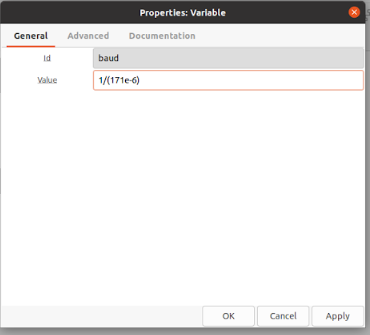 Properties: Variable
General Advanced Documentation
Id baud
Value 1/(171e-6)
OK Cancel Apply